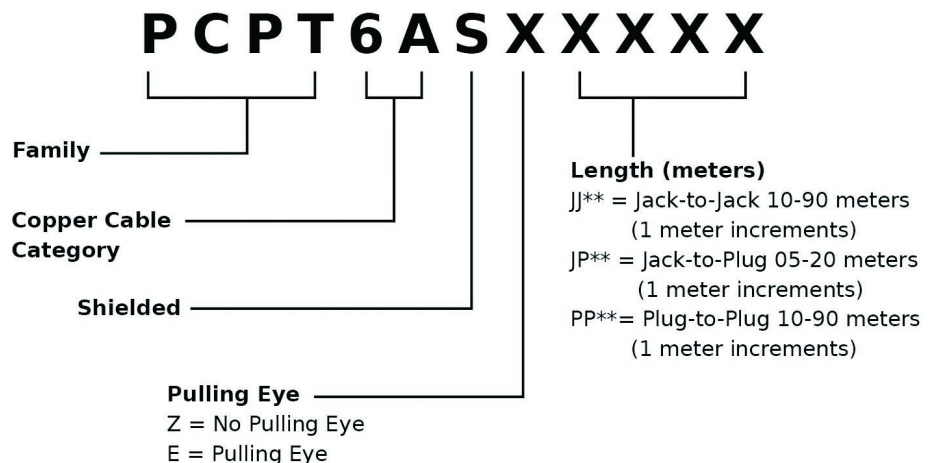 PCPT6ASXXXXX
Family
Copper Cable
Category
Shielded
Pulling Eye
Z = No Pulling Eye
E = Pulling Eye
Length (meters)
JJ** = Jack-to-Jack 10-90 meters
(1 meter increments)
JP** = Jack-to-Plug 05-20 meters
(1 meter increments)
PP**= Plug-to-Plug 10-90 meters
(1 meter increments)